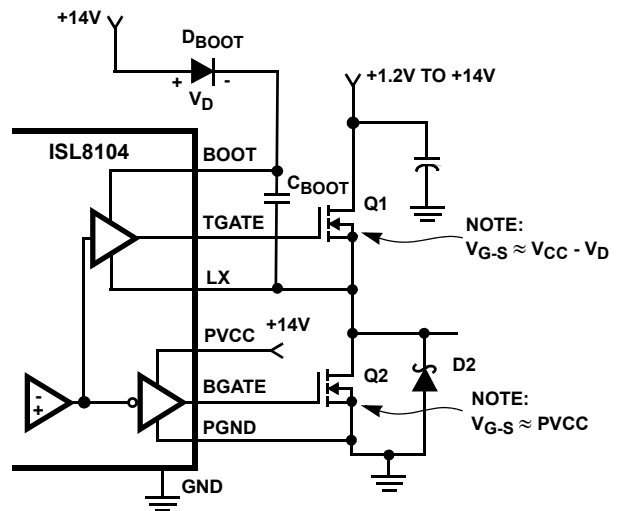 +14V
DBOOT
+ -
VD
+1.2V TO +14V
ISL8104
BOOT
CBOOT
Q1
TGATE
NOTE:
VG-S ≈ VCC - VD
LX
PVCC
+14V
Q2
D2
BGATE
NOTE:
VG-S ≈ PVCC
-
+
PGND
GND